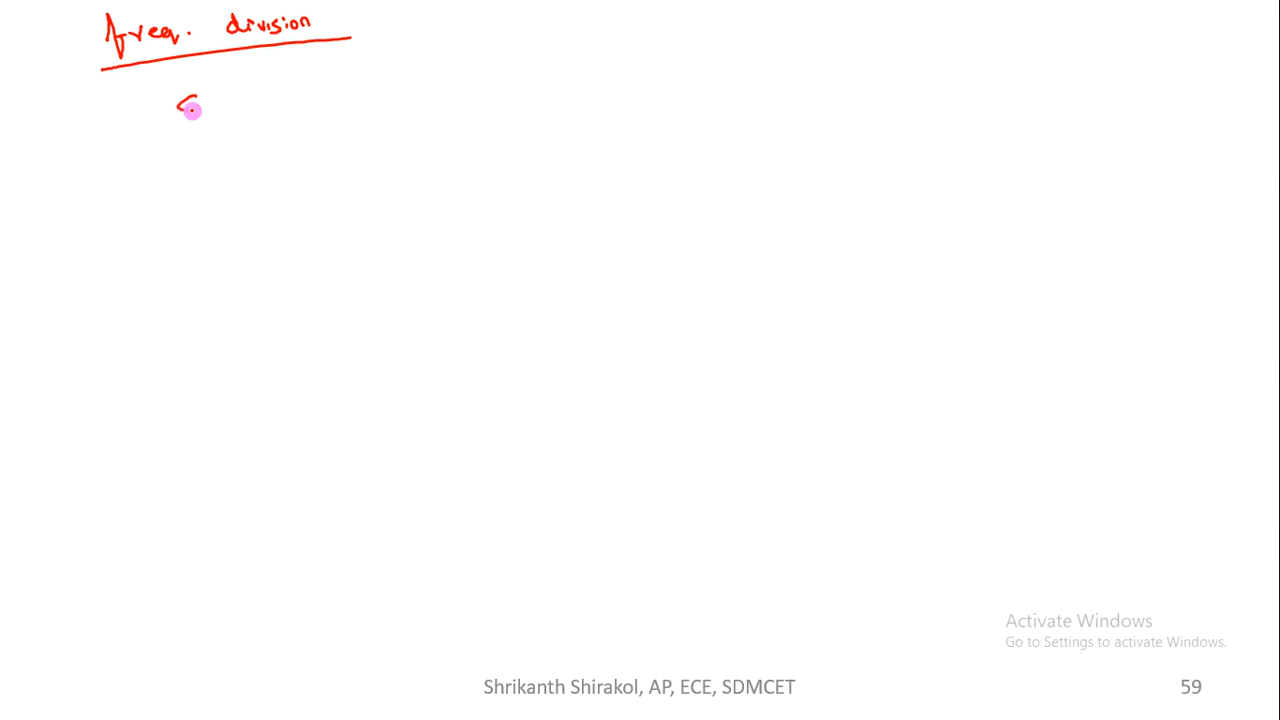 freq. division
Activate Windows
Go to Settings to activate Windows.
Shrikanth Shirakol, AP, ECE, SDMCET
59